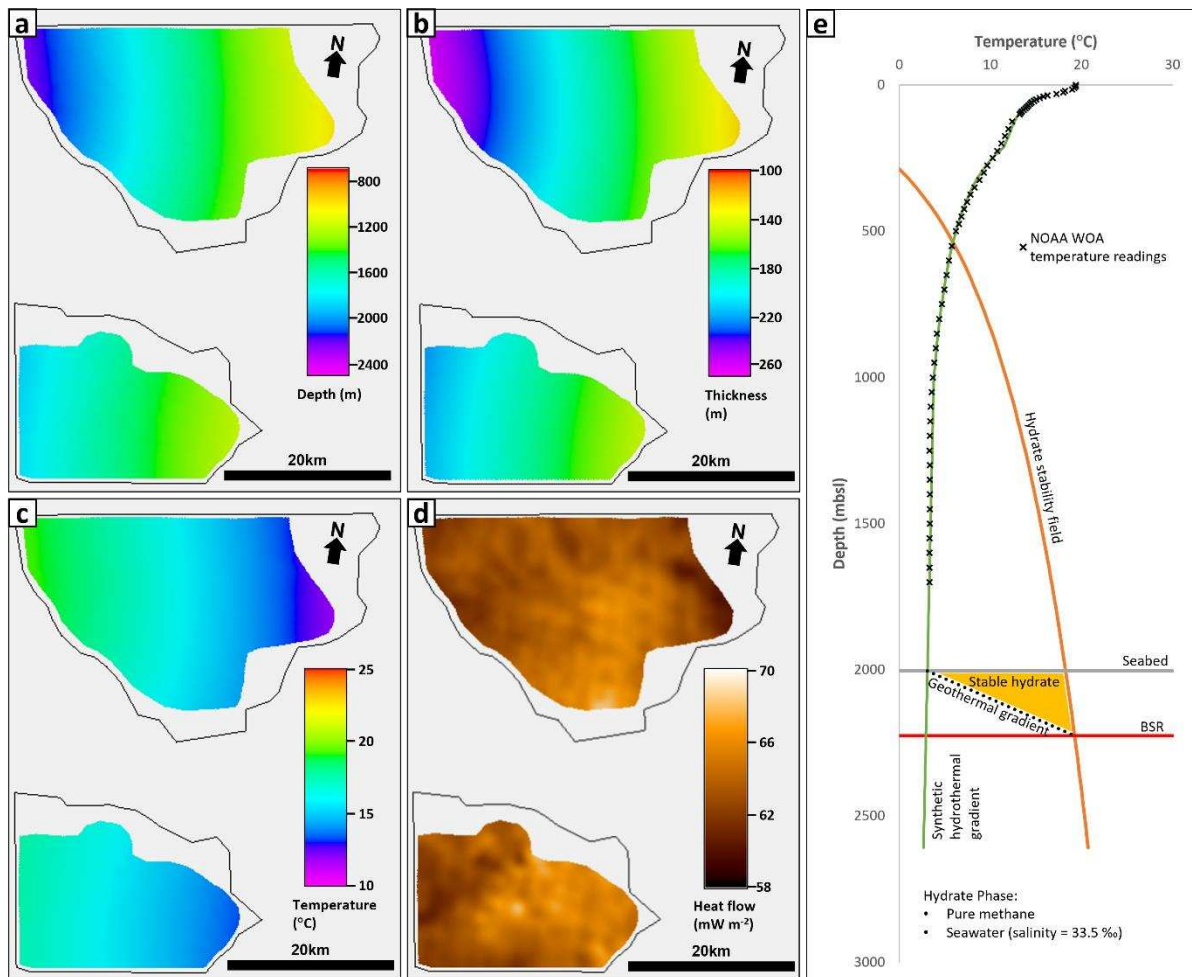 a
N
800
1200
1600
2000
2400
Depth (m)
20km
b
N
100
140
180
220
260
Thickness
(m)
20km
c
N
25
20
15
10
Temperature
(°C)
20km
d
N
70
66
62
58
Heat flow
(mW m⁻²)
20km
e
Temperature (°C)
0 10 20 30
0
500
1000
1500
2000
2500
3000
Depth (mbsl)
NOAA WOA
temperature readings
Hydrate stability
field
Seabed
Stable hydrate
Geothermal gradient
BSR
Synthetic
hydrothermal
gradient
Hydrate Phase:
• Pure methane
• Seawater (salinity = 33.5 ‰)